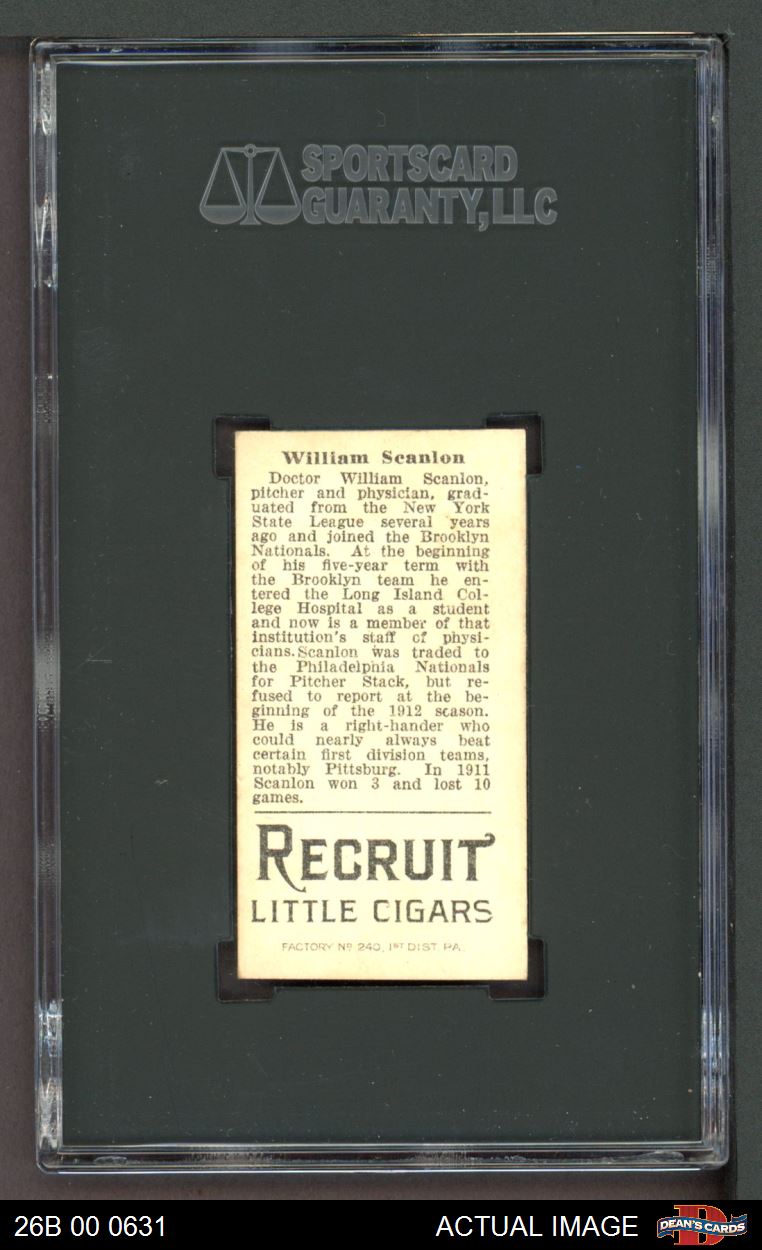 SPORTSCARD
GUARANTY, LLC
William Scanlon
Doctor William Scanlon,
pitcher and physician, grad-
uated from the New York
State League several years
ago and joined the Brooklyn
Nationals. At the beginning
of his five-year term with
the Brooklyn team he en-
tered the Long Island Col-
lege Hospital as a student
and now is a member of that
institution's staff of physi-
cians. Scanlon was traded to
the Philadelphia Nationals
for Pitcher Stack, but re-
fused to report at the be-
ginning of the 1912 season.
He is a right-hander who
could nearly always beat
certain first division teams,
notably Pittsburg. In 1911
Scanlon won 3 and lost 10
games.
RECRUIT
LITTLE CIGARS
FACTORY Nº 240, 1ST DIST. PA.
26B 00 0631
ACTUAL IMAGE
DEAN'S CARDS